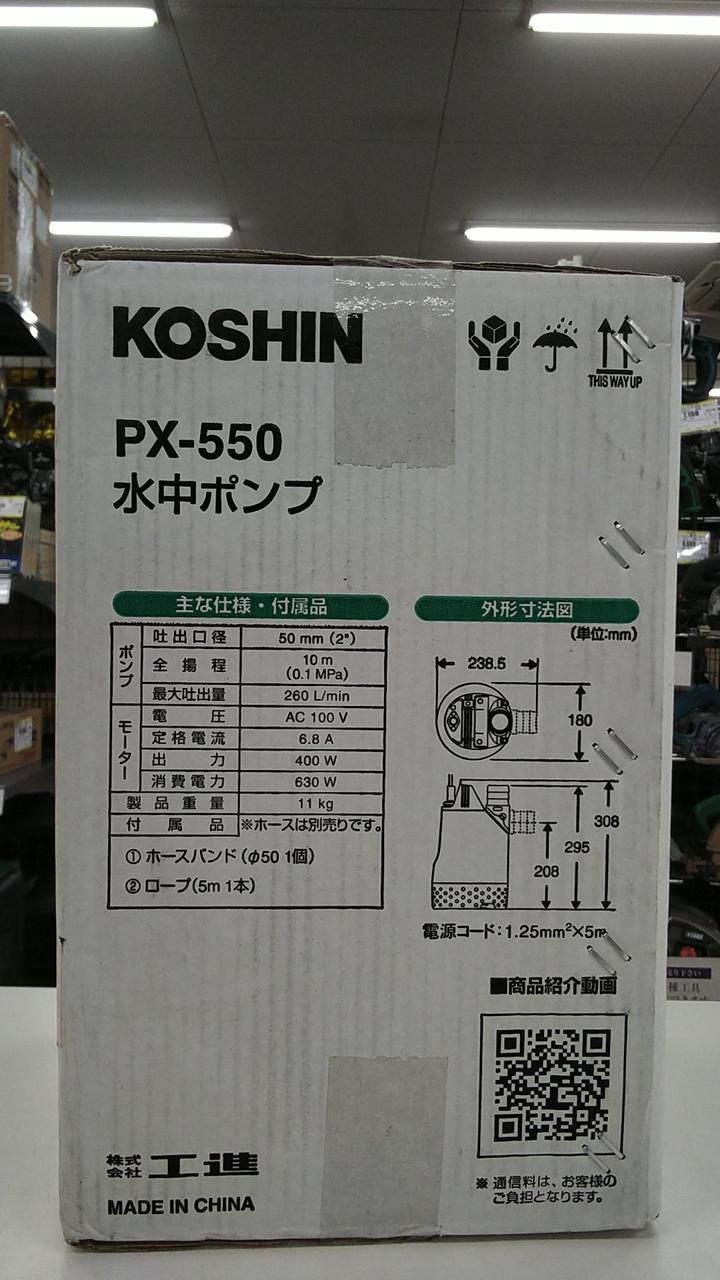 KOSHIN
THIS WAY UP
PX-550
水中ポンプ
主な仕様・付属品
ポンプ
吐出口径 50 mm (2")
全揚程 10 m (0.1 MPa)
最大吐出量 260 L/min
モーター
電圧 AC 100 V
定格電流 6.8 A
出力 400 W
消費電力 630 W
製品重量 11 kg
付属品 ※ホースは別売りです。
① ホースバンド(φ50 1個)
② ロープ(5m 1本)
外形寸法図
(単位:mm)
238.5
180
308
295
208
電源コード:1.25mm²×5m
■商品紹介動画
※ 通信料は、お客様の
ご負担となります。
株式会社 工進
MADE IN CHINA
種工具